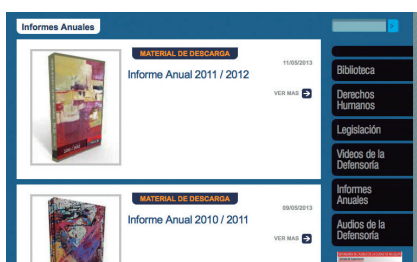 Informes Anuales
MATERIAL DE DESCARGA
11/05/2013
Informe Anual 2011 / 2012
VER MAS
MATERIAL DE DESCARGA
09/05/2013
Informe Anual 2010 / 2011
VER MAS
Biblioteca
Derechos
Humanos
Legislación
Videos de la
Defensoría
Informes
Anuales
Audios de la
Defensoría